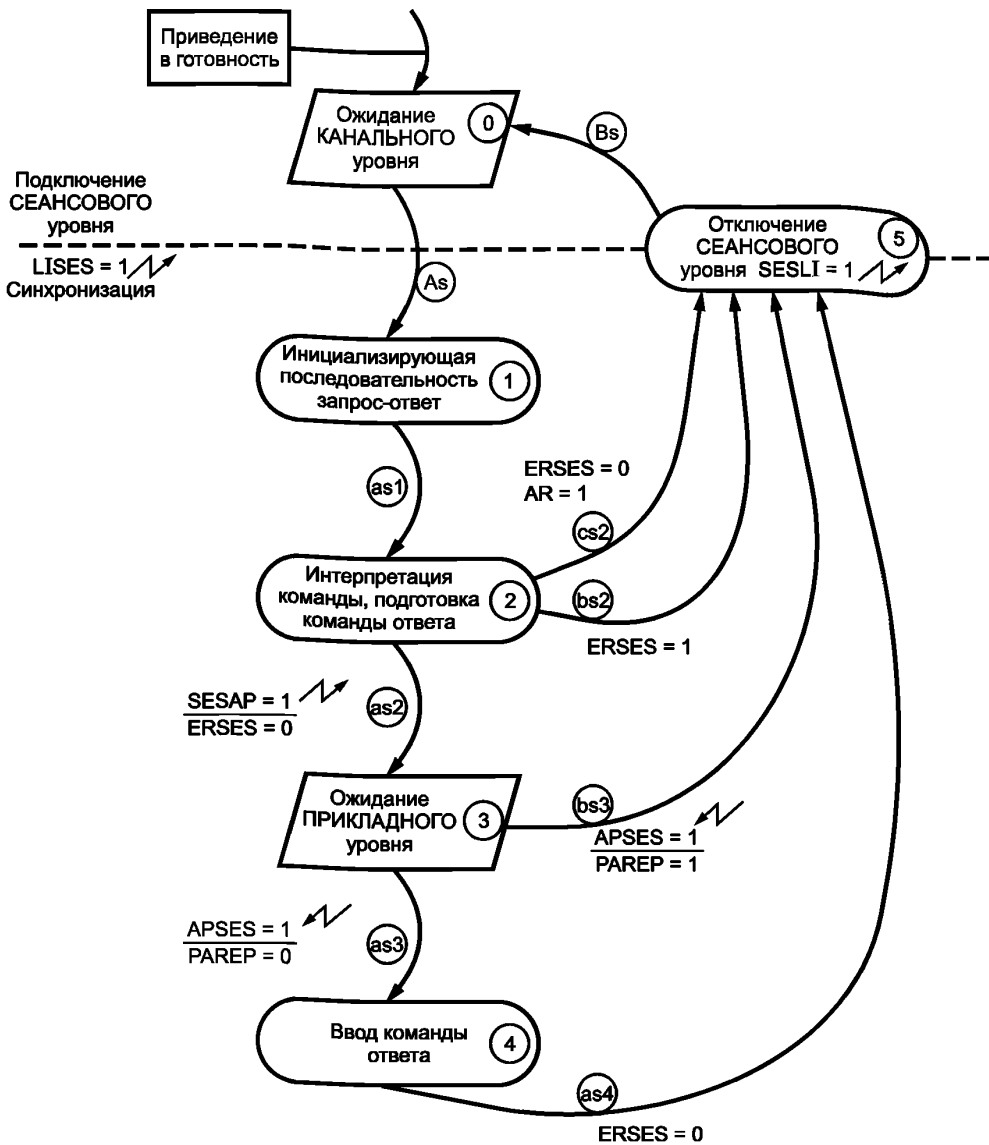 Приведение
в готовность
Ожидание
КАНАЛЬНОГО
уровня
0
Bs
Подключение
СЕАНСОВОГО
уровня
LISES = 1
Синхронизация
Отключение
СЕАНСОВОГО
уровня SESLI = 1
5
As
Инициализирующая
последовательность
запрос-ответ
1
as1
ERSES = 0
AR = 1
cs2
Интерпретация
команды, подготовка
команды ответа
2
bs2
ERSES = 1
SESAP = 1
ERSES = 0
as2
Ожидание
ПРИКЛАДНОГО
уровня
3
bs3
APSES = 1
PAREP = 1
APSES = 1
PAREP = 0
as3
Ввод команды
ответа
4
as4
ERSES = 0